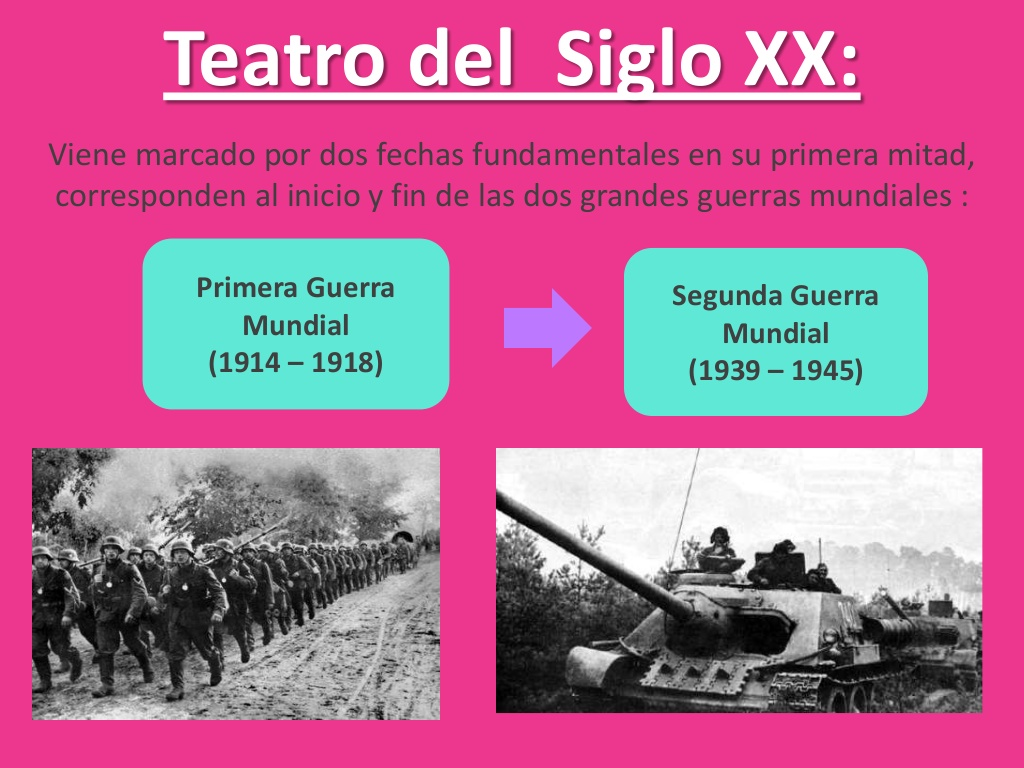 Teatro del  Siglo XX:
Viene marcado por dos fechas fundamentales en su primera mitad,
corresponden al inicio y fin de las dos grandes guerras mundiales :
Primera Guerra
Mundial
(1914 – 1918)
Segunda Guerra
Mundial
(1939 – 1945)